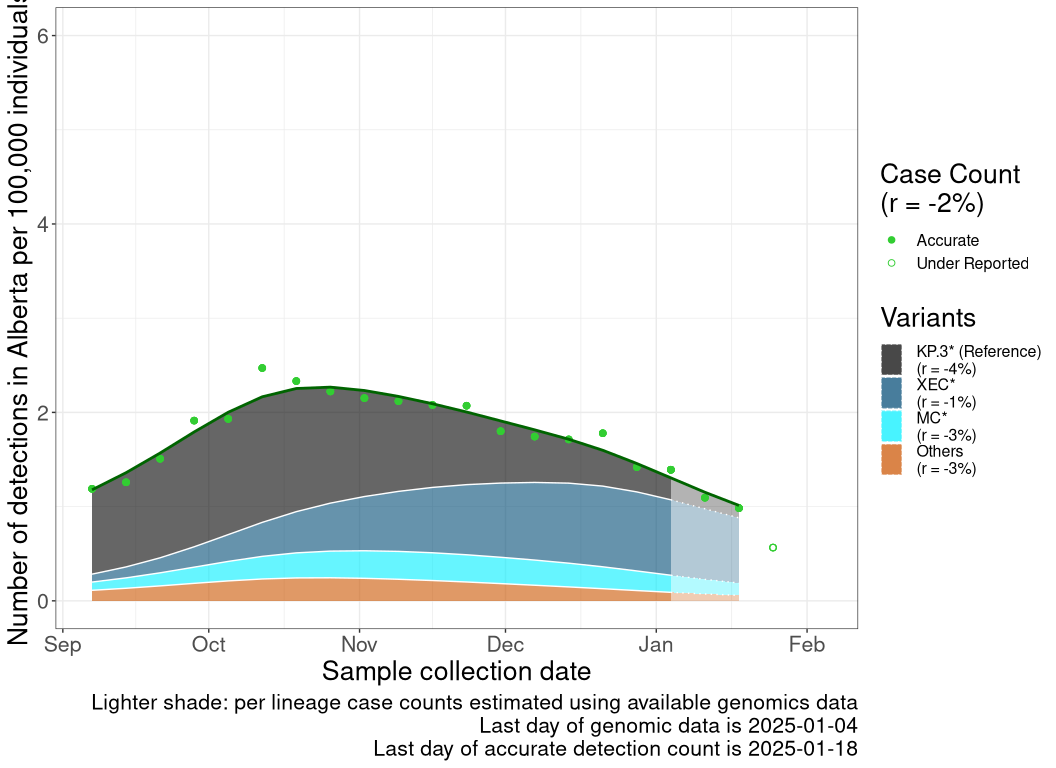 Number of detections in Alberta per 100,000 individuals
6
4
2
0
Sep Oct Nov Dec Jan Feb
Sample collection date
Lighter shade: per lineage case counts estimated using available genomics data
Last day of genomic data is 2025-01-04
Last day of accurate detection count is 2025-01-18
Case Count
(r = -2%)
Accurate
Under Reported
Variants
KP.3* (Reference)
(r = -4%)
XEC*
(r = -1%)
MC*
(r = -3%)
Others
(r = -3%)